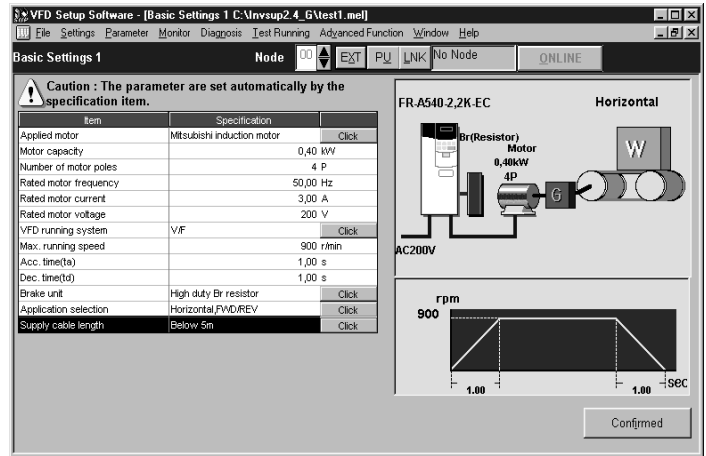 VFD Setup Software - [Basic Settings 1 C:\Invsup2.4_G\test1.mel]
File Settings Parameter Monitor Diagnosis Test Running Advanced Function Window Help
Basic Settings 1 Node 00 EXT PU LNK No Node ONLINE
Caution : The parameter are set automatically by the
specification item.
Item Specification
Applied motor Mitsubishi induction motor Click
Motor capacity 0,40 kW
Number of motor poles 4 P
Rated motor frequency 50,00 Hz
Rated motor current 3,00 A
Rated motor voltage 200 V
VFD running system V/F Click
Max. running speed 900 r/min
Acc. time(ta) 1,00 s
Dec. time(td) 1,00 s
Brake unit High duty Br resistor Click
Application selection Horizontal,FWD/REV Click
Supply cable length Below 5m Click
FR-A540-2,2K-EC Horizontal
Br(Resistor)
Motor
0,40kW
4P
W
G
AC200V
rpm
900
1.00 1.00 sec
Confirmed